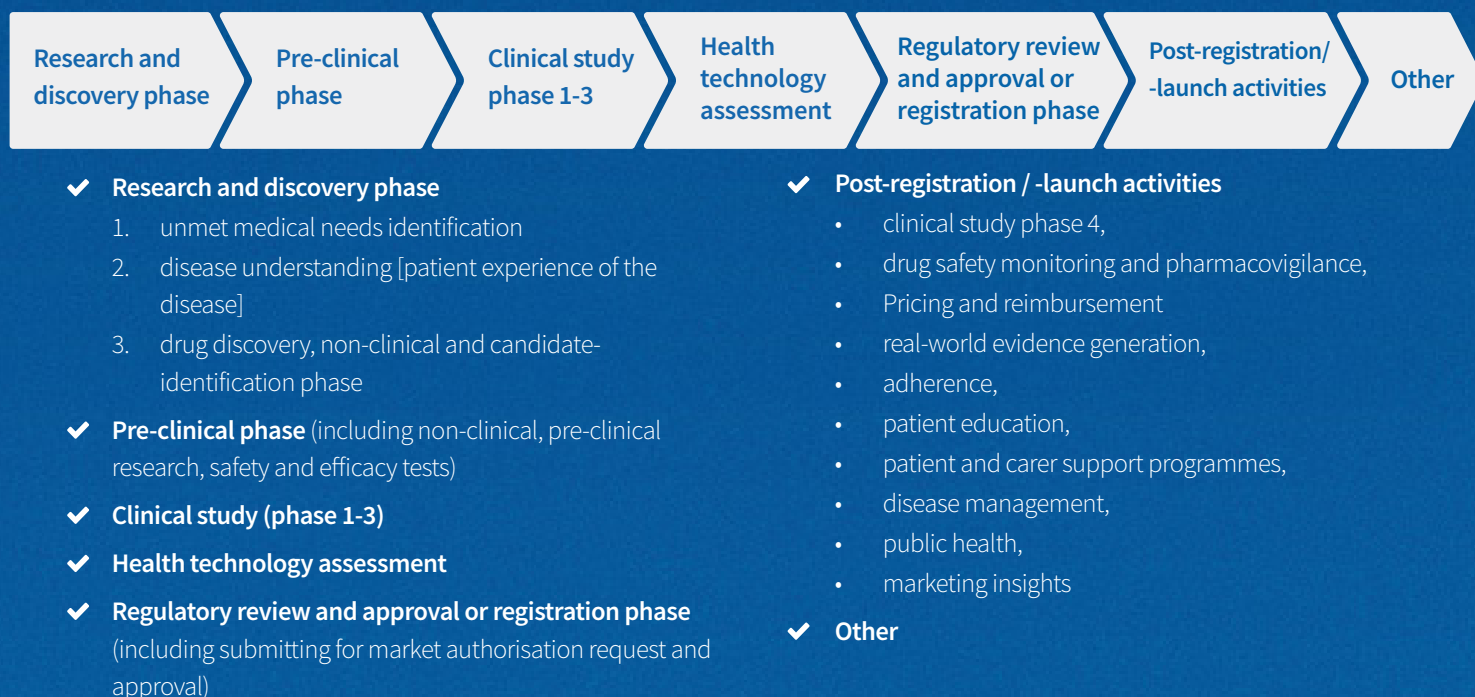 Research and
discovery phase
Pre-clinical
phase
Clinical study
phase 1-3
Health
technology
assessment
Regulatory review
and approval or
registration phase
Post-registration/
-launch activities
Other
Research and discovery phase
1. unmet medical needs identification
2. disease understanding [patient experience of the
disease]
3. drug discovery, non-clinical and candidate-
identification phase
Pre-clinical phase (including non-clinical, pre-clinical
research, safety and efficacy tests)
Clinical study (phase 1-3)
Health technology assessment
Regulatory review and approval or registration phase
(including submitting for market authorisation request and
approval)
Post-registration / -launch activities
• clinical study phase 4,
• drug safety monitoring and pharmacovigilance,
• Pricing and reimbursement
• real-world evidence generation,
• adherence,
• patient education,
• patient and carer support programmes,
• disease management,
• public health,
• marketing insights
Other